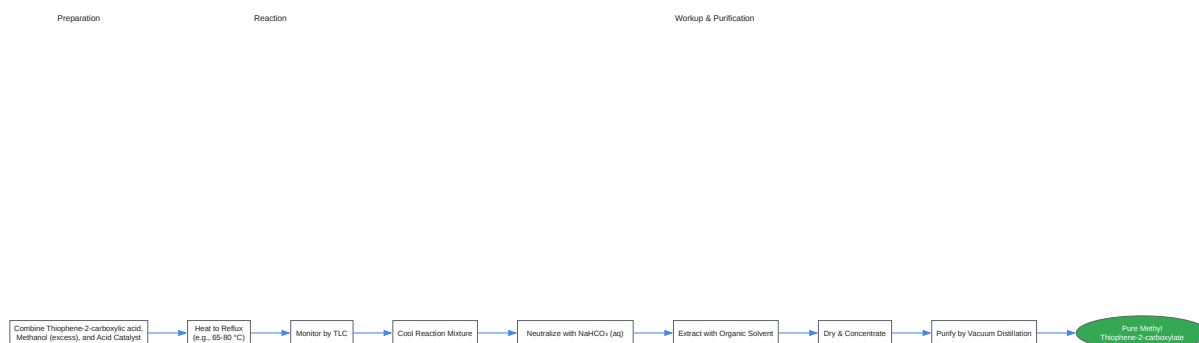 Preparation
Reaction
Workup & Purification
Combine Thiophene-2-carboxylic acid,
Methanol (excess), and Acid Catalyst
Heat to Reflux
(e.g., 65-80 °C)
Monitor by TLC
Cool Reaction Mixture
Neutralize with NaHCO₃ (aq)
Extract with Organic Solvent
Dry & Concentrate
Purify by Vacuum Distillation
Pure Methyl
Thiophene-2-carboxylate